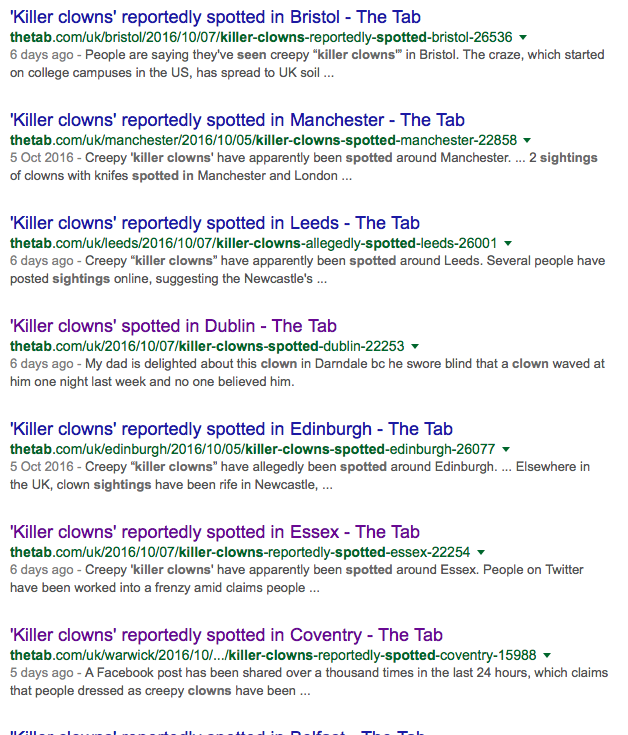 'Killer clowns' reportedly spotted in Bristol - The Tab
thetab.com/uk/bristol/2016/10/07/killer-clowns-reportedly-spotted-bristol-26536
6 days ago - People are saying they've seen creepy “killer clowns'” in Bristol. The craze, which started
on college campuses in the US, has spread to UK soil ...
'Killer clowns' reportedly spotted in Manchester - The Tab
thetab.com/uk/manchester/2016/10/05/killer-clowns-spotted-manchester-22858
5 Oct 2016 - Creepy 'killer clowns' have apparently been spotted around Manchester. ... 2 sightings
of clowns with knifes spotted in Manchester and London ...
'Killer clowns' reportedly spotted in Leeds - The Tab
thetab.com/uk/leeds/2016/10/07/killer-clowns-allegedly-spotted-leeds-26001
6 days ago - Creepy “killer clowns” have apparently been spotted around Leeds. Several people have
posted sightings online, suggesting the Newcastle's ...
'Killer clowns' spotted in Dublin - The Tab
thetab.com/uk/2016/10/07/killer-clowns-spotted-dublin-22253
6 days ago - My dad is delighted about this clown in Darndale bc he swore blind that a clown waved at
him one night last week and no one believed him.
'Killer clowns' reportedly spotted in Edinburgh - The Tab
thetab.com/uk/edinburgh/2016/10/05/killer-clowns-spotted-edinburgh-26077
5 Oct 2016 - Creepy “killer clowns” have allegedly been spotted around Edinburgh. ... Elsewhere in
the UK, clown sightings have been rife in Newcastle, ...
'Killer clowns' reportedly spotted in Essex - The Tab
thetab.com/uk/2016/10/07/killer-clowns-reportedly-spotted-essex-22254
6 days ago - Creepy 'killer clowns' have apparently been spotted around Essex. People on Twitter
have been worked into a frenzy amid claims people ...
'Killer clowns' reportedly spotted in Coventry - The Tab
thetab.com/uk/warwick/2016/10/.../killer-clowns-reportedly-spotted-coventry-15988
5 days ago - A Facebook post has been shared over a thousand times in the last 24 hours, which claims
that people dressed as creepy clowns have been ...
'Killer clowns' reportedly spotted in Belfast - The Tab